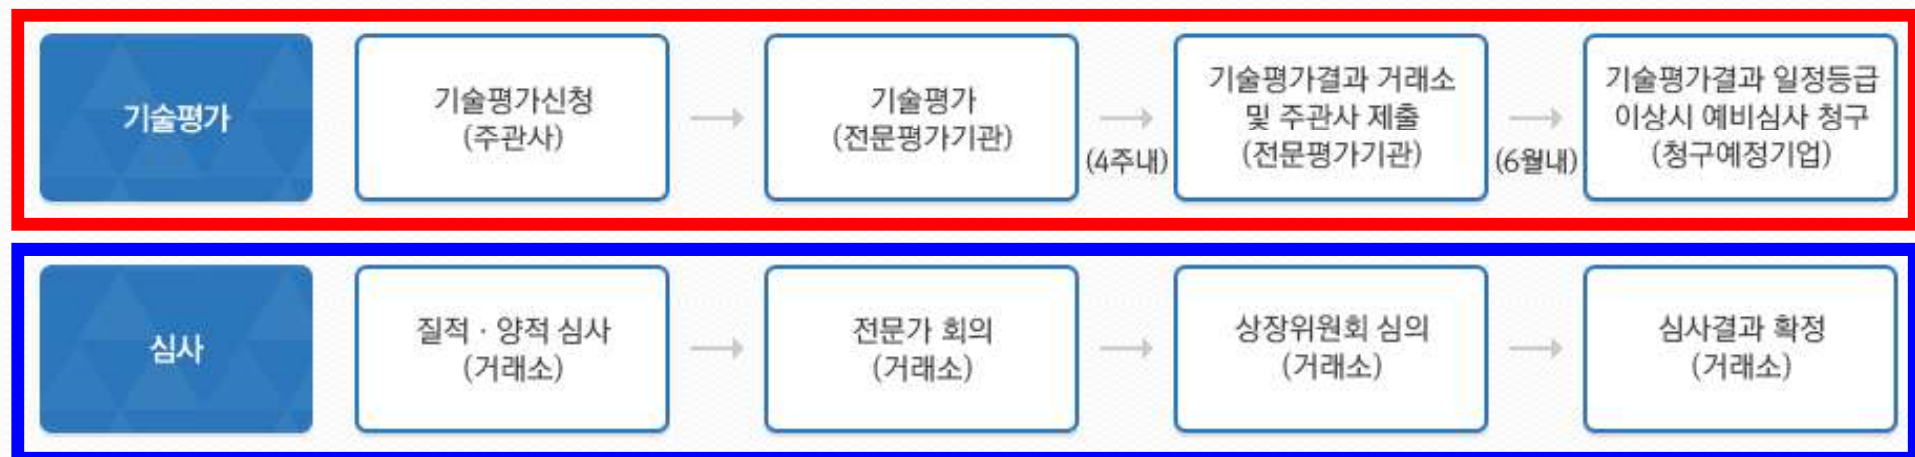 기술평가
기술평가신청
(주관사)
기술평가
(전문평가기관)
(4주내)
기술평가결과 거래소
및 주관사 제출
(전문평가기관)
(6월내)
기술평가결과 일정등급
이상시 예비심사 청구
(청구예정기업)
심사
질적 · 양적 심사
(거래소)
전문가 회의
(거래소)
상장위원회 심의
(거래소)
심사결과 확정
(거래소)